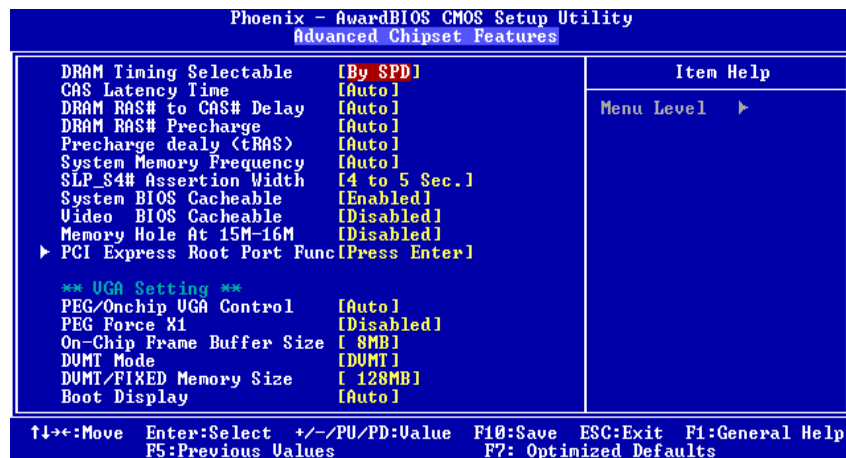 Phoenix - AwardBIOS CMOS Setup Utility
Advanced Chipset Features
DRAM Timing Selectable [By SPD]
CAS Latency Time [Auto]
DRAM RAS# to CAS# Delay [Auto]
DRAM RAS# Precharge [Auto]
Precharge dealy (tRAS) [Auto]
System Memory Frequency [Auto]
SLP_S4# Assertion Width [4 to 5 Sec.]
System BIOS Cacheable [Enabled]
Video BIOS Cacheable [Disabled]
Memory Hole At 15M-16M [Disabled]
▶ PCI Express Root Port Func[Press Enter]
** VGA Setting **
PEG/Onchip VGA Control [Auto]
PEG Force X1 [Disabled]
On-Chip Frame Buffer Size [ 8MB]
DVMT Mode [DVMT]
DVMT/FIXED Memory Size [ 128MB]
Boot Display [Auto]
Item Help
Menu Level ▶
↑↓→←:Move Enter:Select +/-/PU/PD:Value F10:Save ESC:Exit F1:General Help
F5:Previous Values F7: Optimized Defaults